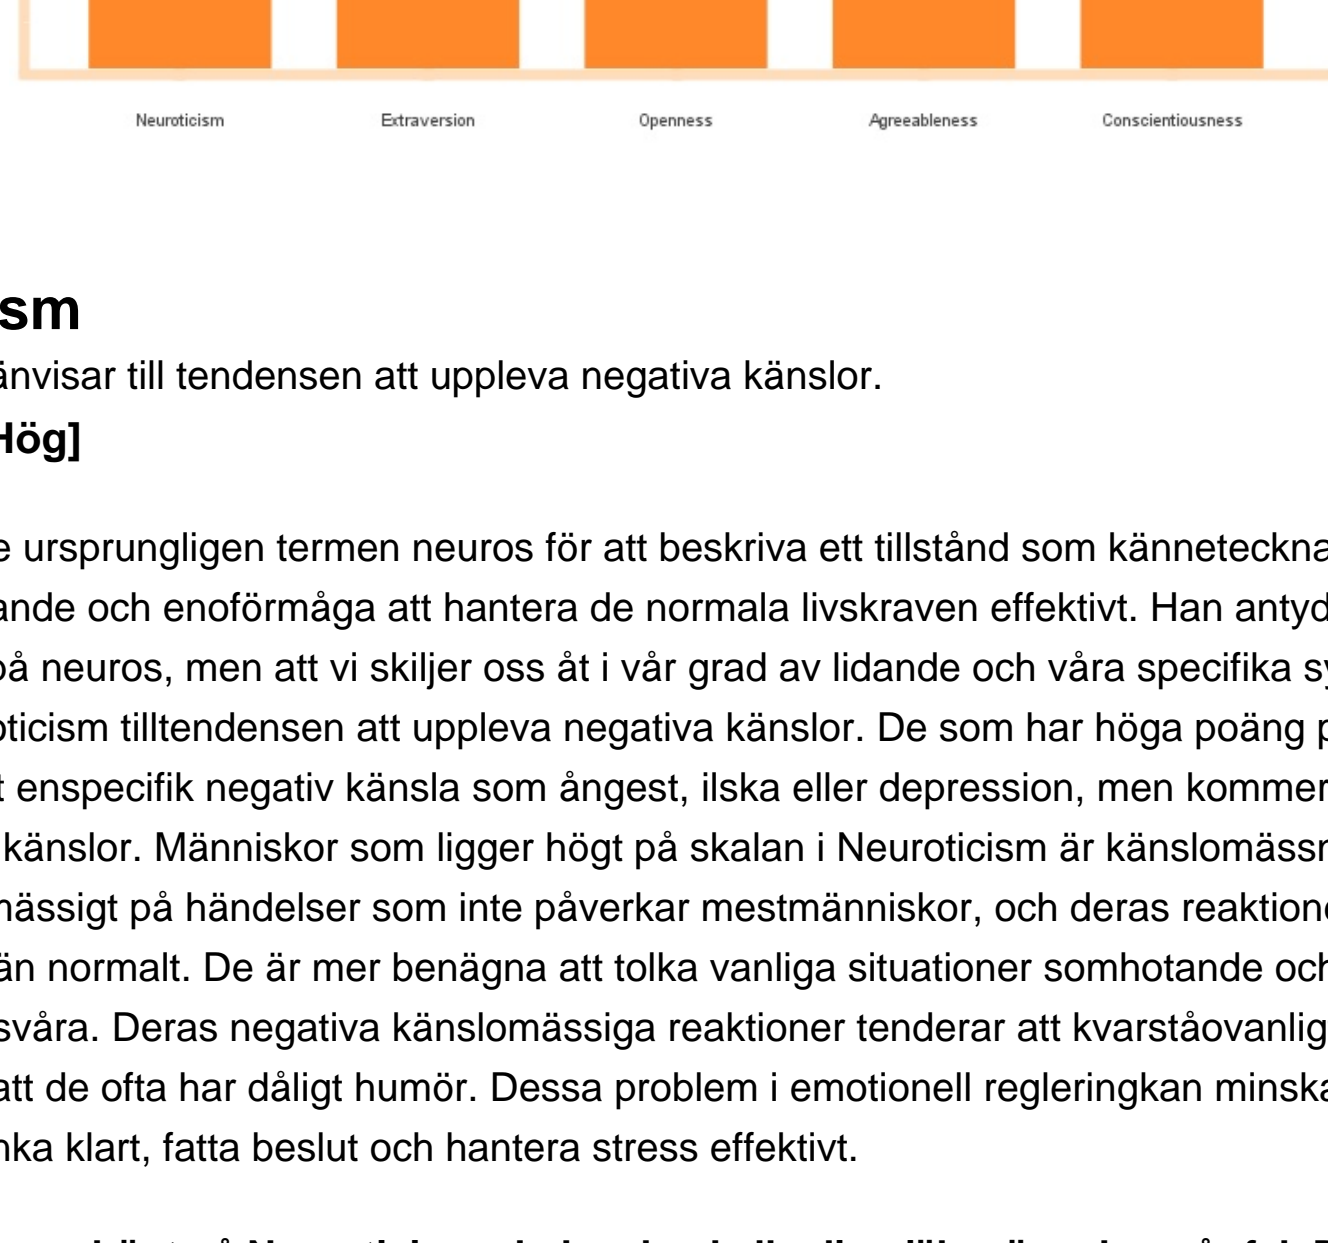 Neuroticism Extraversion Openness Agreeableness Conscientiousness
sm
änvisar till tendensen att uppleva negativa känslor.
Hög]
e ursprungligen termen neuros för att beskriva ett tillstånd som känneteckna
ande och enoförmåga att hantera de normala livskraven effektivt. Han antyd
på neuros, men att vi skiljer oss åt i vår grad av lidande och våra specifika sy
oticism tilltendensen att uppleva negativa känslor. De som har höga poäng p
t enspecifik negativ känsla som ångest, ilska eller depression, men kommer
känslor. Människor som ligger högt på skalan i Neuroticism är känslomässr
mässigt på händelser som inte påverkar mestmänniskor, och deras reaktione
än normalt. De är mer benägna att tolka vanliga situationer somhotande och
svåra. Deras negativa känslomässiga reaktioner tenderar att kvarståovanlig
att de ofta har dåligt humör. Dessa problem i emotionell regleringkan minska
nka klart, fatta beslut och hantera stress effektivt.